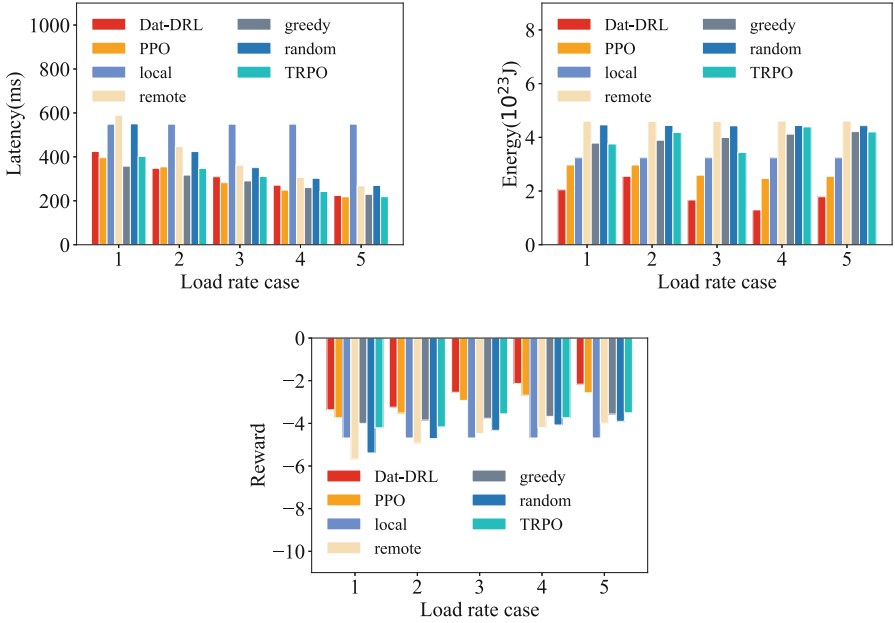 Latency(ms)
1000
800
600
400
200
0
Dat-DRL
PPO
local
remote
greedy
random
TRPO
1 2 3 4 5
Load rate case
Energy(10²³J)
8
6
4
2
0
Dat-DRL
PPO
local
remote
greedy
random
TRPO
1 2 3 4 5
Load rate case
Reward
0
−2
−4
−6
−8
−10
Dat-DRL
PPO
local
remote
greedy
random
TRPO
1 2 3 4 5
Load rate case